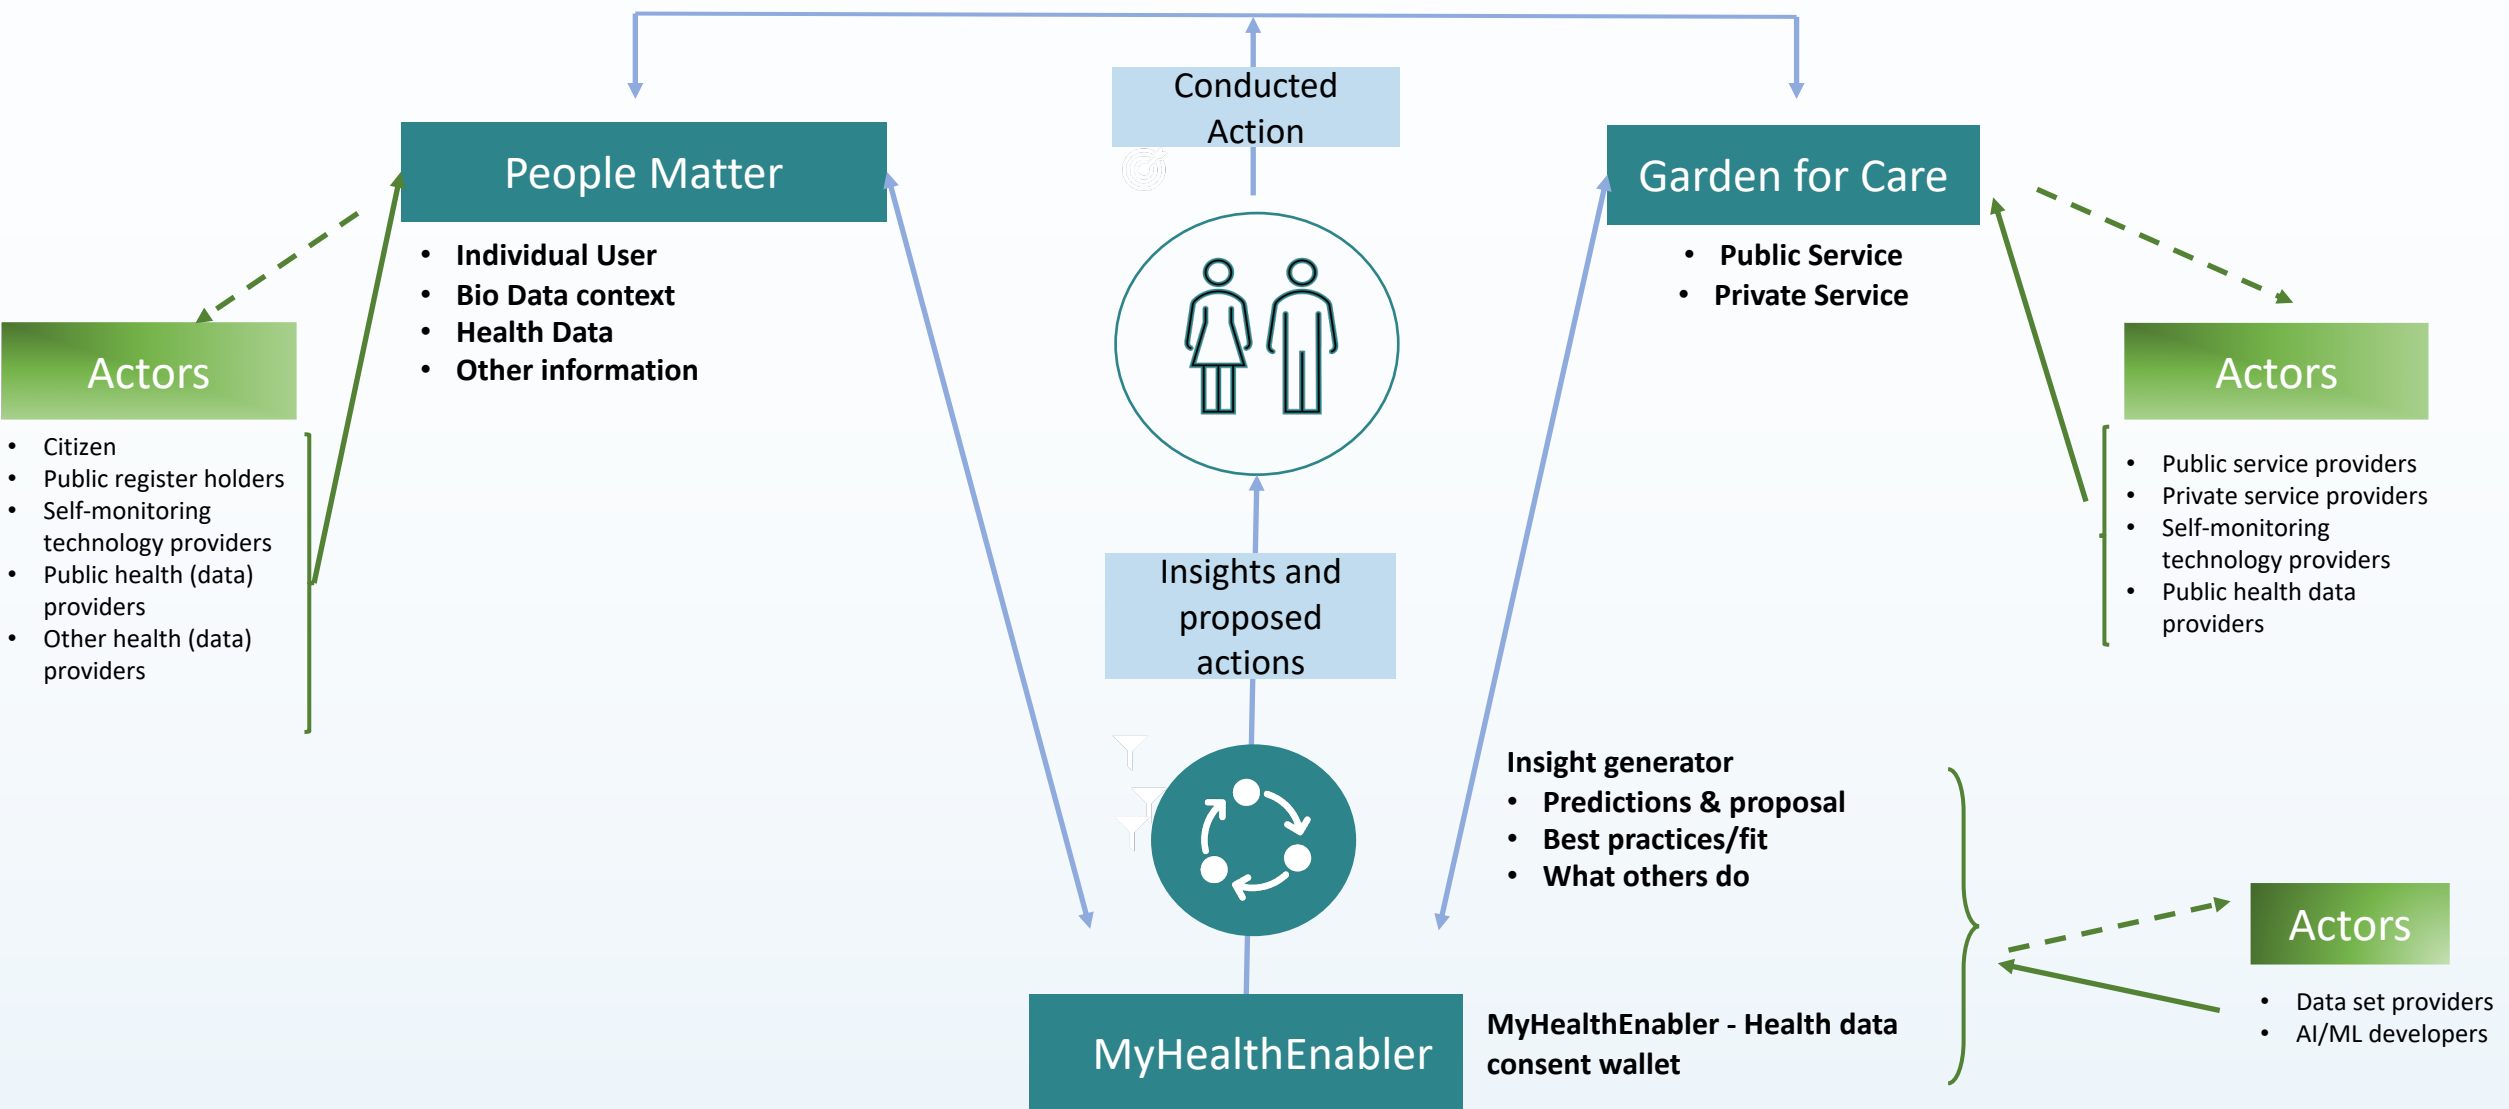 Conducted
Action
People Matter
• Individual User
• Bio Data context
• Health Data
• Other information
Garden for Care
• Public Service
• Private Service
Actors
• Citizen
• Public register holders
• Self-monitoring
technology providers
• Public health (data)
providers
• Other health (data)
providers
Actors
• Public service providers
• Private service providers
• Self-monitoring
technology providers
• Public health data
providers
Insights and
proposed
actions
Insight generator
• Predictions & proposal
• Best practices/fit
• What others do
Actors
• Data set providers
• AI/ML developers
MyHealthEnabler
MyHealthEnabler - Health data
consent wallet